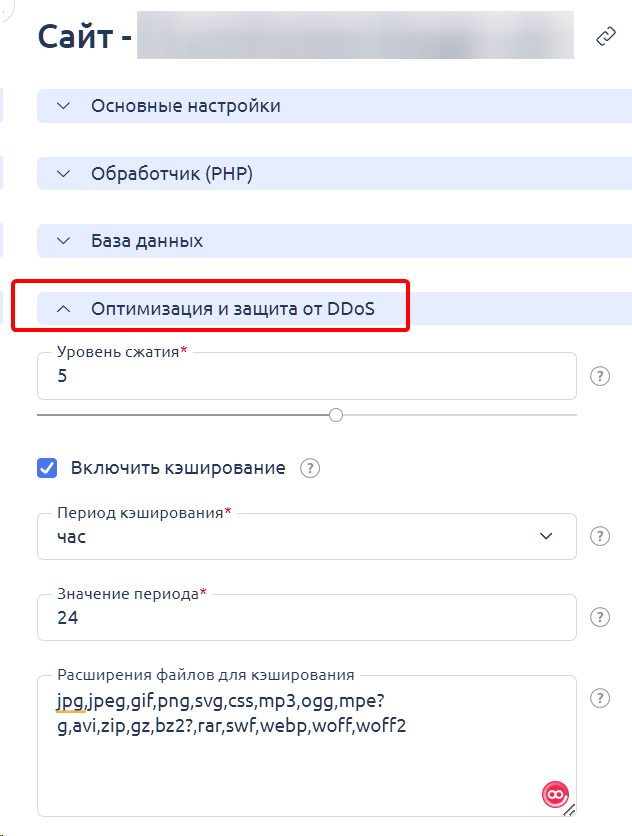 Сайт -
Основные настройки
Обработчик (PHP)
База данных
Оптимизация и защита от DDoS
Уровень сжатия*
5
?
Включить кэширование ?
Период кэширования*
час
?
Значение периода*
24
?
Расширения файлов для кэширования
jpg,jpeg,gif,png,svg,css,mp3,ogg,mpe?
g,avi,zip,gz,bz2?,rar,swf,webp,woff,woff2
?